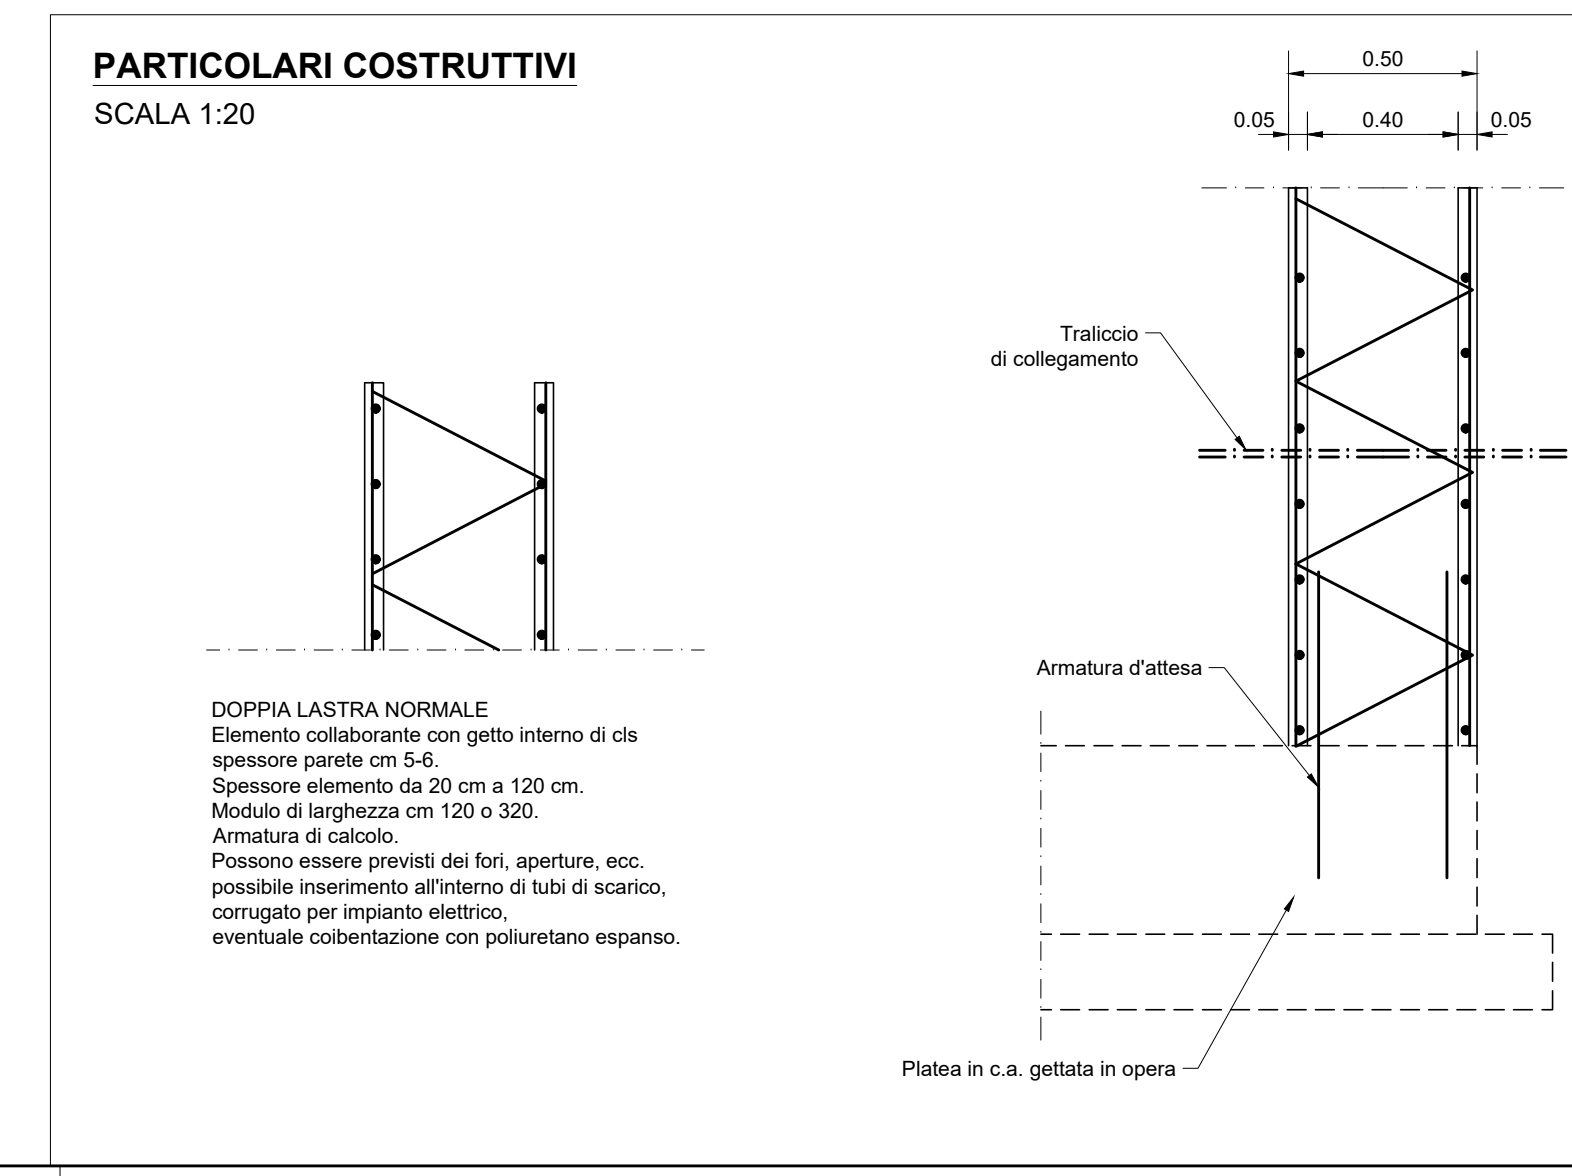 PARTICOLARI COSTRUTTIVI
SCALA 1:20
0.50
0.05
0.40
0.05
Traliccio
di collegamento
Armatura d'attesa
DOPPIA LASTRA NORMALE
Elemento collaborante con getto interno di cls
spessore parete cm 5-6.
Spessore elemento da 20 cm a 120 cm.
Modulo di larghezza cm 120 o 320.
Armatura di calcolo.
Possono essere previsti dei fori, aperture, ecc.
possibile inserimento all'interno di tubi di scarico,
corrugato per impianto elettrico,
eventuale coibentazione con poliuretano espanso.
Platea in c.a. gettata in opera